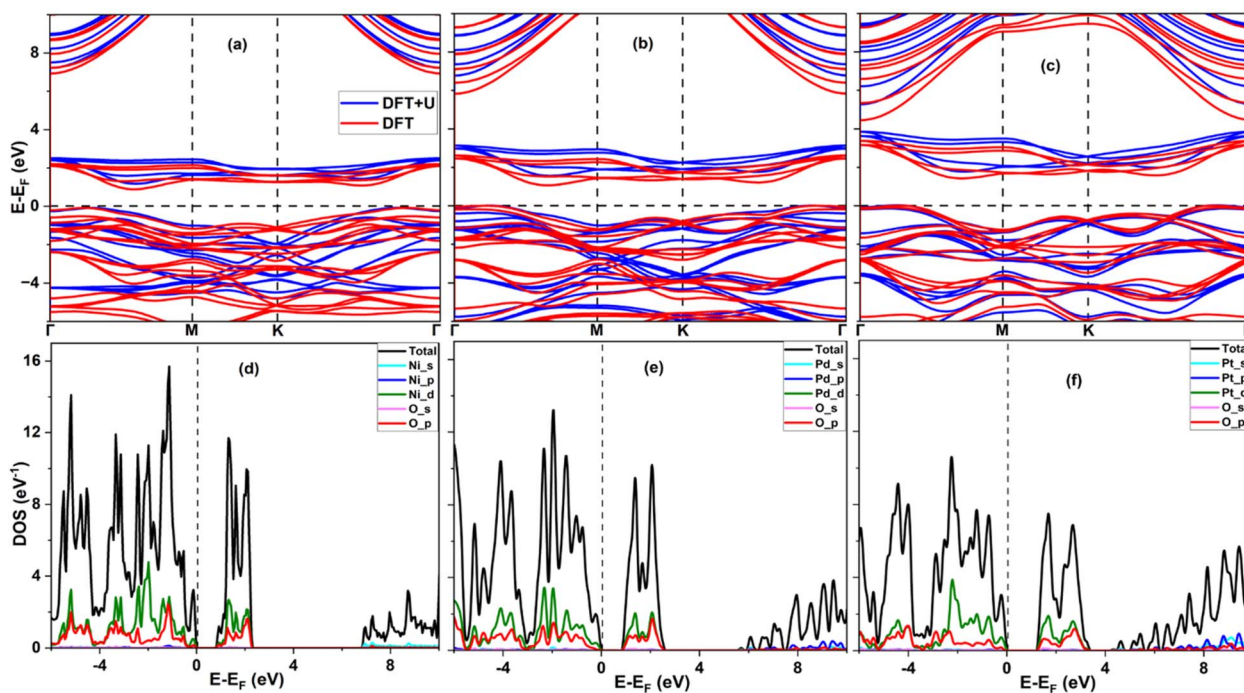 (a)
(b)
(c)
DFT+U
DFT
E-E_F (eV)
8
4
0
−4
Γ M K Γ
Γ M K Γ
Γ M K Γ
(d)
Total
Ni_s
Ni_p
Ni_d
O_s
O_p
(e)
Total
Pd_s
Pd_p
Pd_d
O_s
O_p
(f)
Total
Pt_s
Pt_p
Pt_d
O_s
O_p
DOS (eV⁻¹)
16
12
8
4
0
-4 0 4 8
-4 0 4 8
-4 0 4 8
E-E_F (eV)
E-E_F (eV)
E-E_F (eV)